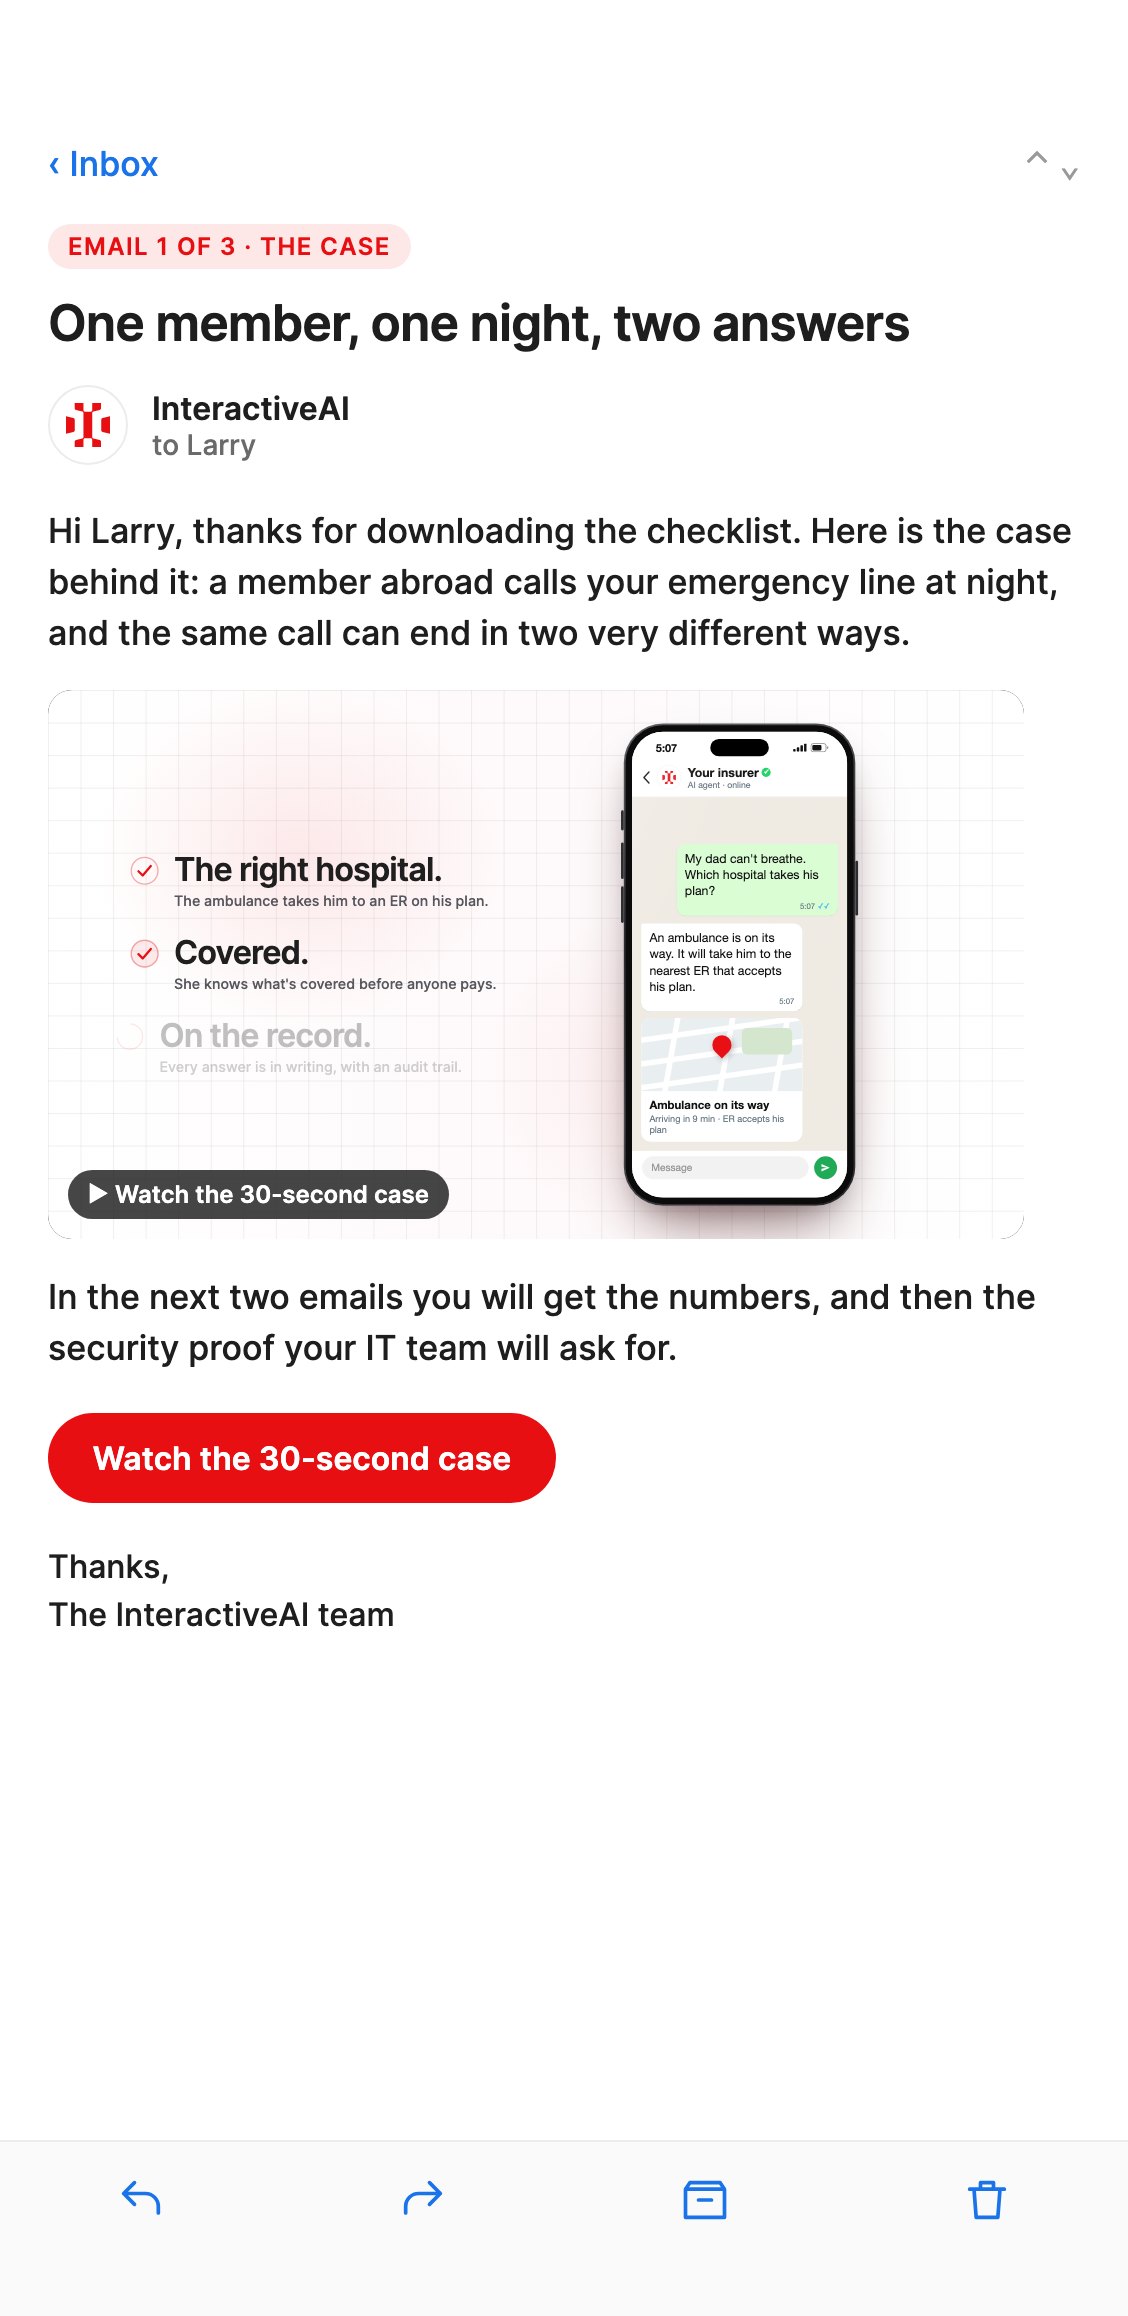 ‹ Inbox
EMAIL 1 OF 3 · THE CASE
One member, one night, two answers
InteractiveAI
to Larry
Hi Larry, thanks for downloading the checklist. Here is the case
behind it: a member abroad calls your emergency line at night,
and the same call can end in two very different ways.
The right hospital.
The ambulance takes him to an ER on his plan.
Covered.
She knows what's covered before anyone pays.
On the record.
Every answer is in writing, with an audit trail.
▶ Watch the 30-second case
5:07
Your insurer
AI agent · online
My dad can't breathe.
Which hospital takes his
plan?
5:07
An ambulance is on its
way. It will take him to the
nearest ER that accepts
his plan.
5:07
Ambulance on its way
Arriving in 9 min · ER accepts his
plan
Message
In the next two emails you will get the numbers, and then the
security proof your IT team will ask for.
Watch the 30-second case
Thanks,
The InteractiveAI team